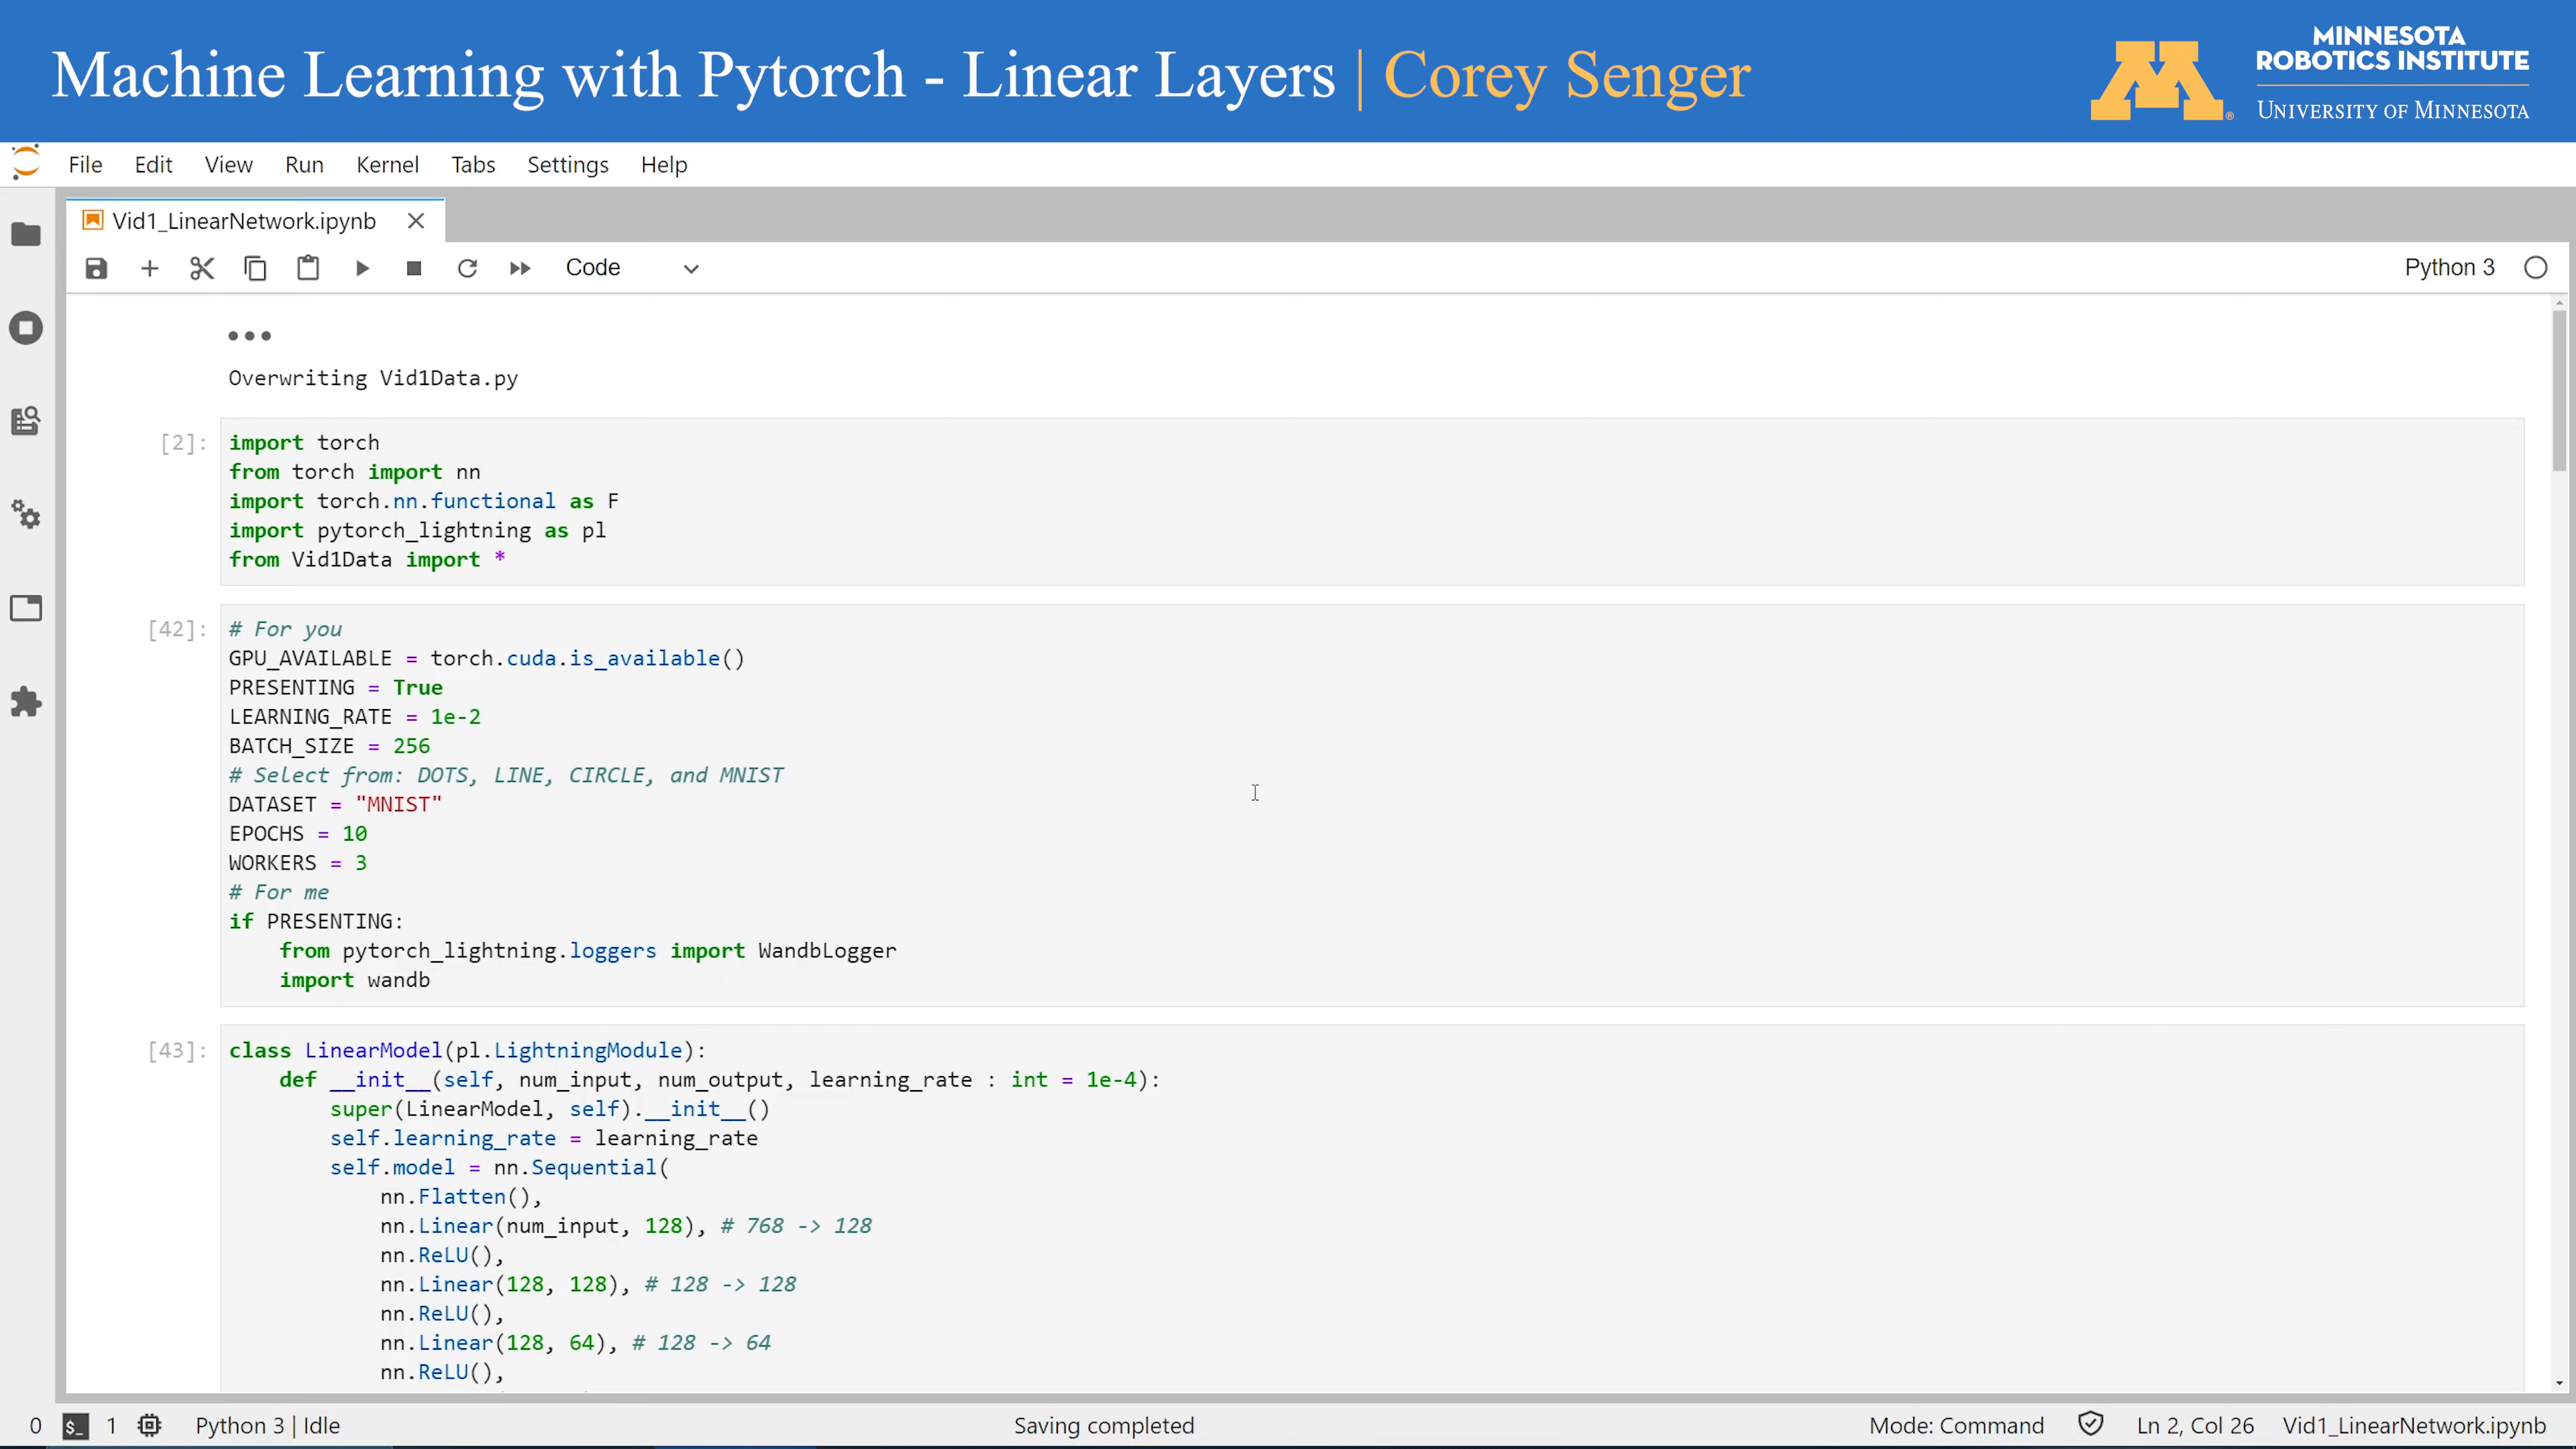 Machine Learning with Pytorch - Linear Layers | Corey Senger
MINNESOTA
ROBOTICS INSTITUTE
UNIVERSITY OF MINNESOTA
File Edit View Run Kernel Tabs Settings Help
Vid1_LinearNetwork.ipynb
Code
Python 3
Overwriting Vid1Data.py
[2]:
import torch
from torch import nn
import torch.nn.functional as F
import pytorch_lightning as pl
from Vid1Data import *
[42]:
# For you
GPU_AVAILABLE = torch.cuda.is_available()
PRESENTING = True
LEARNING_RATE = 1e-2
BATCH_SIZE = 256
# Select from: DOTS, LINE, CIRCLE, and MNIST
DATASET = "MNIST"
EPOCHS = 10
WORKERS = 3
# For me
if PRESENTING:
    from pytorch_lightning.loggers import WandbLogger
    import wandb
[43]:
class LinearModel(pl.LightningModule):
    def __init__(self, num_input, num_output, learning_rate : int = 1e-4):
        super(LinearModel, self).__init__()
        self.learning_rate = learning_rate
        self.model = nn.Sequential(
            nn.Flatten(),
            nn.Linear(num_input, 128), # 768 -> 128
            nn.ReLU(),
            nn.Linear(128, 128), # 128 -> 128
            nn.ReLU(),
            nn.Linear(128, 64), # 128 -> 64
            nn.ReLU(),
0 $_ 1 Python 3 | Idle Saving completed Mode: Command Ln 2, Col 26 Vid1_LinearNetwork.ipynb